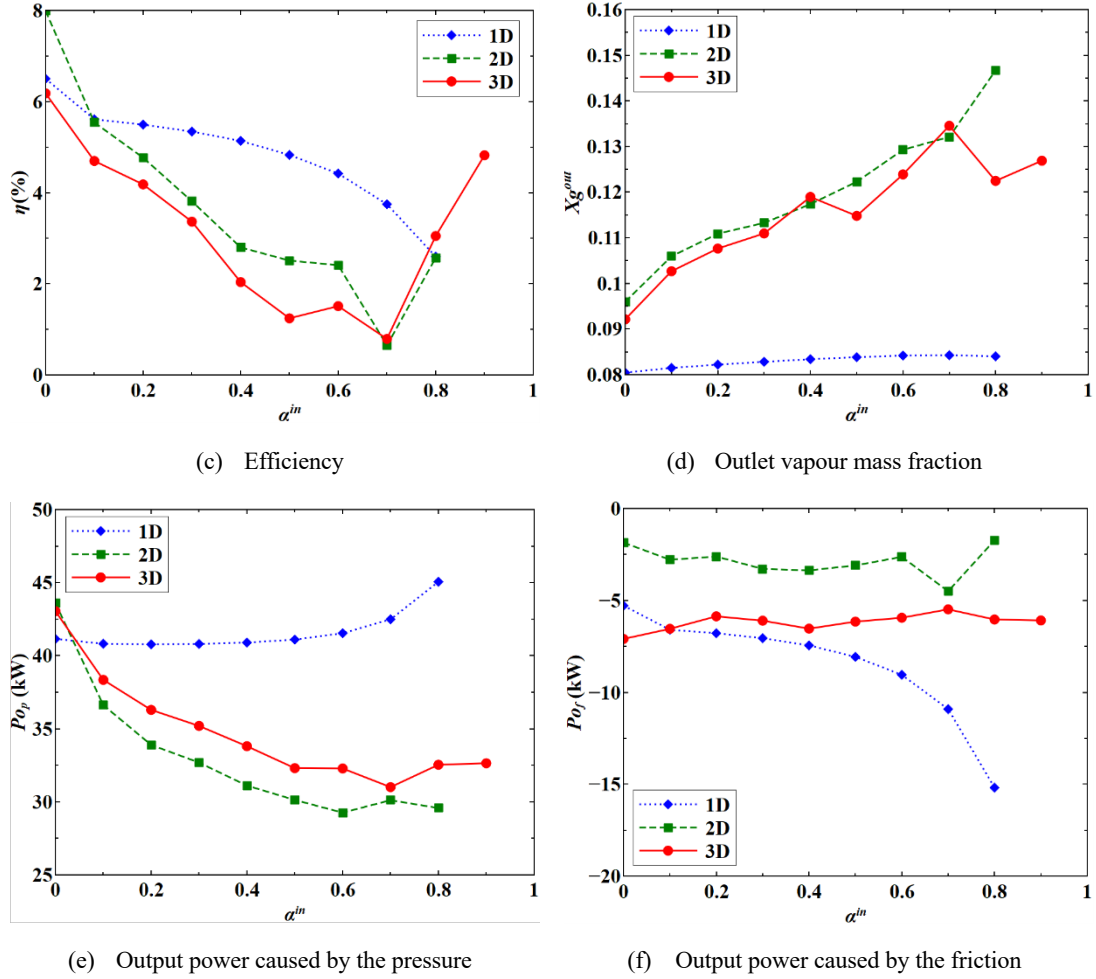 8
6
4
2
0
η(%)
1D
2D
3D
0
0.2
0.4
0.6
0.8
1
α^in
(c) Efficiency
0.16
0.15
0.14
0.13
0.12
0.11
0.1
0.09
0.08
Xg^out
1D
2D
3D
0
0.2
0.4
0.6
0.8
1
α^in
(d) Outlet vapour mass fraction
50
45
40
35
30
25
Po_p (kW)
1D
2D
3D
0
0.2
0.4
0.6
0.8
1
α^in
(e) Output power caused by the pressure
0
−5
−10
−15
−20
Po_f (kW)
1D
2D
3D
0
0.2
0.4
0.6
0.8
1
α^in
(f) Output power caused by the friction